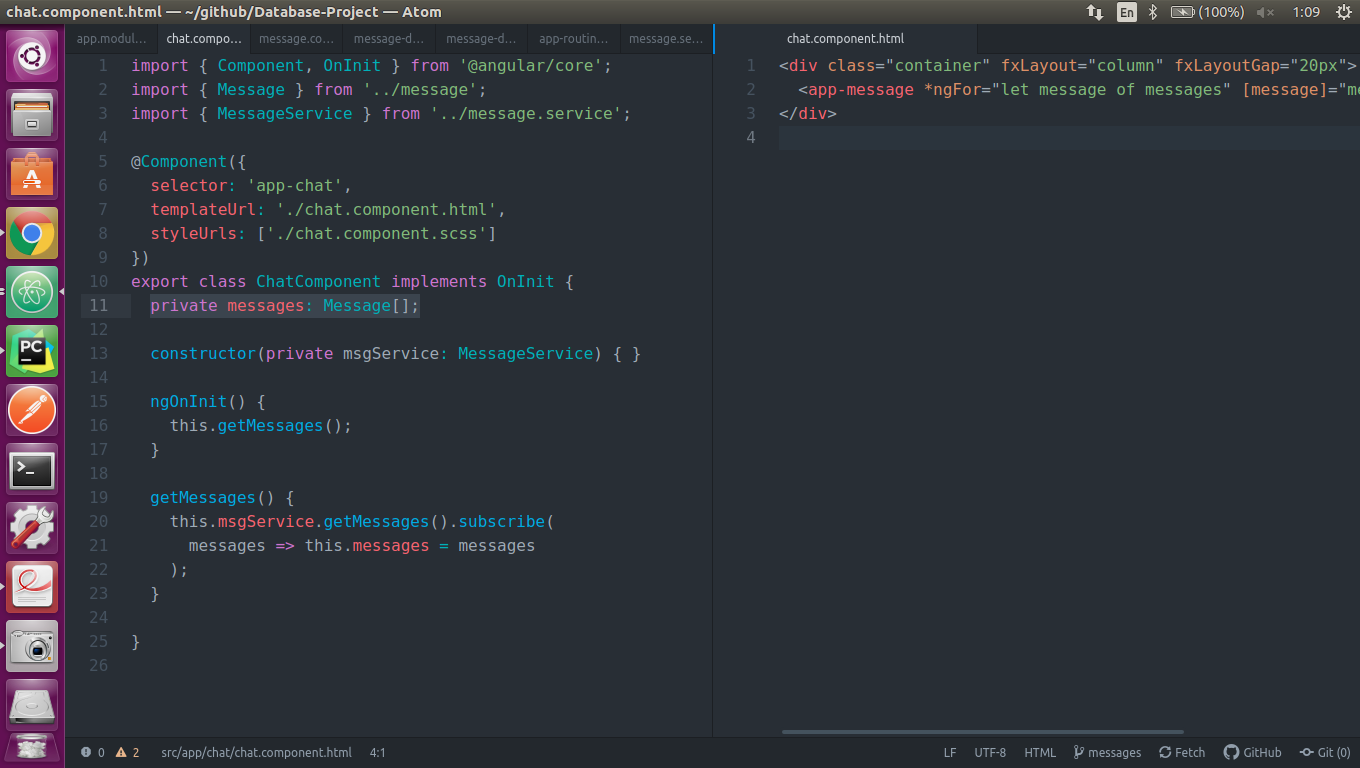 chat.component.html — ~/github/Database-Project — Atom
En (100%) 1:09
app.modul... chat.compo... message.co... message-d... message-d... app-routin... message.se...
1 import { Component, OnInit } from '@angular/core';
2 import { Message } from '../message';
3 import { MessageService } from '../message.service';
4
5 @Component({
6 selector: 'app-chat',
7 templateUrl: './chat.component.html',
8 styleUrls: ['./chat.component.scss']
9 })
10 export class ChatComponent implements OnInit {
11 private messages: Message[];
12
13 constructor(private msgService: MessageService) { }
14
15 ngOnInit() {
16 this.getMessages();
17 }
18
19 getMessages() {
20 this.msgService.getMessages().subscribe(
21 messages => this.messages = messages
22 );
23 }
24
25 }
26
chat.component.html
1 <div class="container" fxLayout="column" fxLayoutGap="20px">
2 <app-message *ngFor="let message of messages" [message]="me
3 </div>
4
PC
>_
0 2 src/app/chat/chat.component.html 4:1
LF UTF-8 HTML messages Fetch GitHub Git (0)